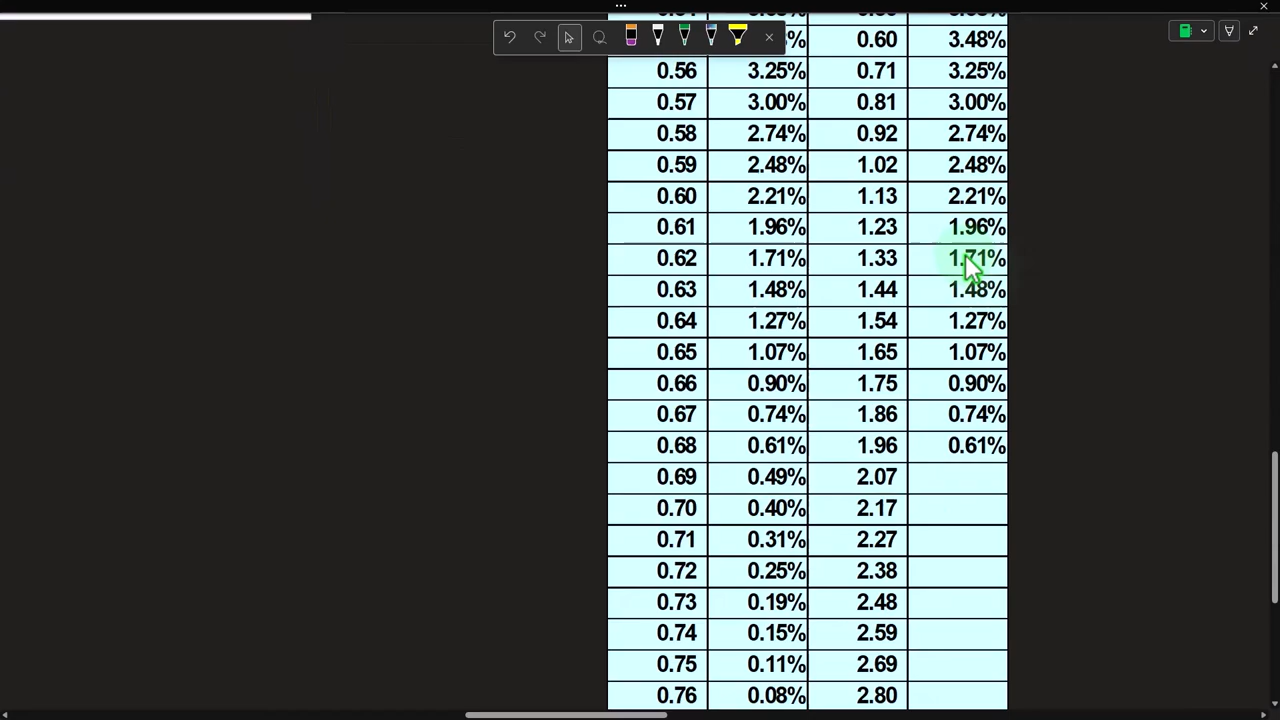 0.60 3.48%
0.56 3.25% 0.71 3.25%
0.57 3.00% 0.81 3.00%
0.58 2.74% 0.92 2.74%
0.59 2.48% 1.02 2.48%
0.60 2.21% 1.13 2.21%
0.61 1.96% 1.23 1.96%
0.62 1.71% 1.33 1.71%
0.63 1.48% 1.44 1.48%
0.64 1.27% 1.54 1.27%
0.65 1.07% 1.65 1.07%
0.66 0.90% 1.75 0.90%
0.67 0.74% 1.86 0.74%
0.68 0.61% 1.96 0.61%
0.69 0.49% 2.07
0.70 0.40% 2.17
0.71 0.31% 2.27
0.72 0.25% 2.38
0.73 0.19% 2.48
0.74 0.15% 2.59
0.75 0.11% 2.69
0.76 0.08% 2.80